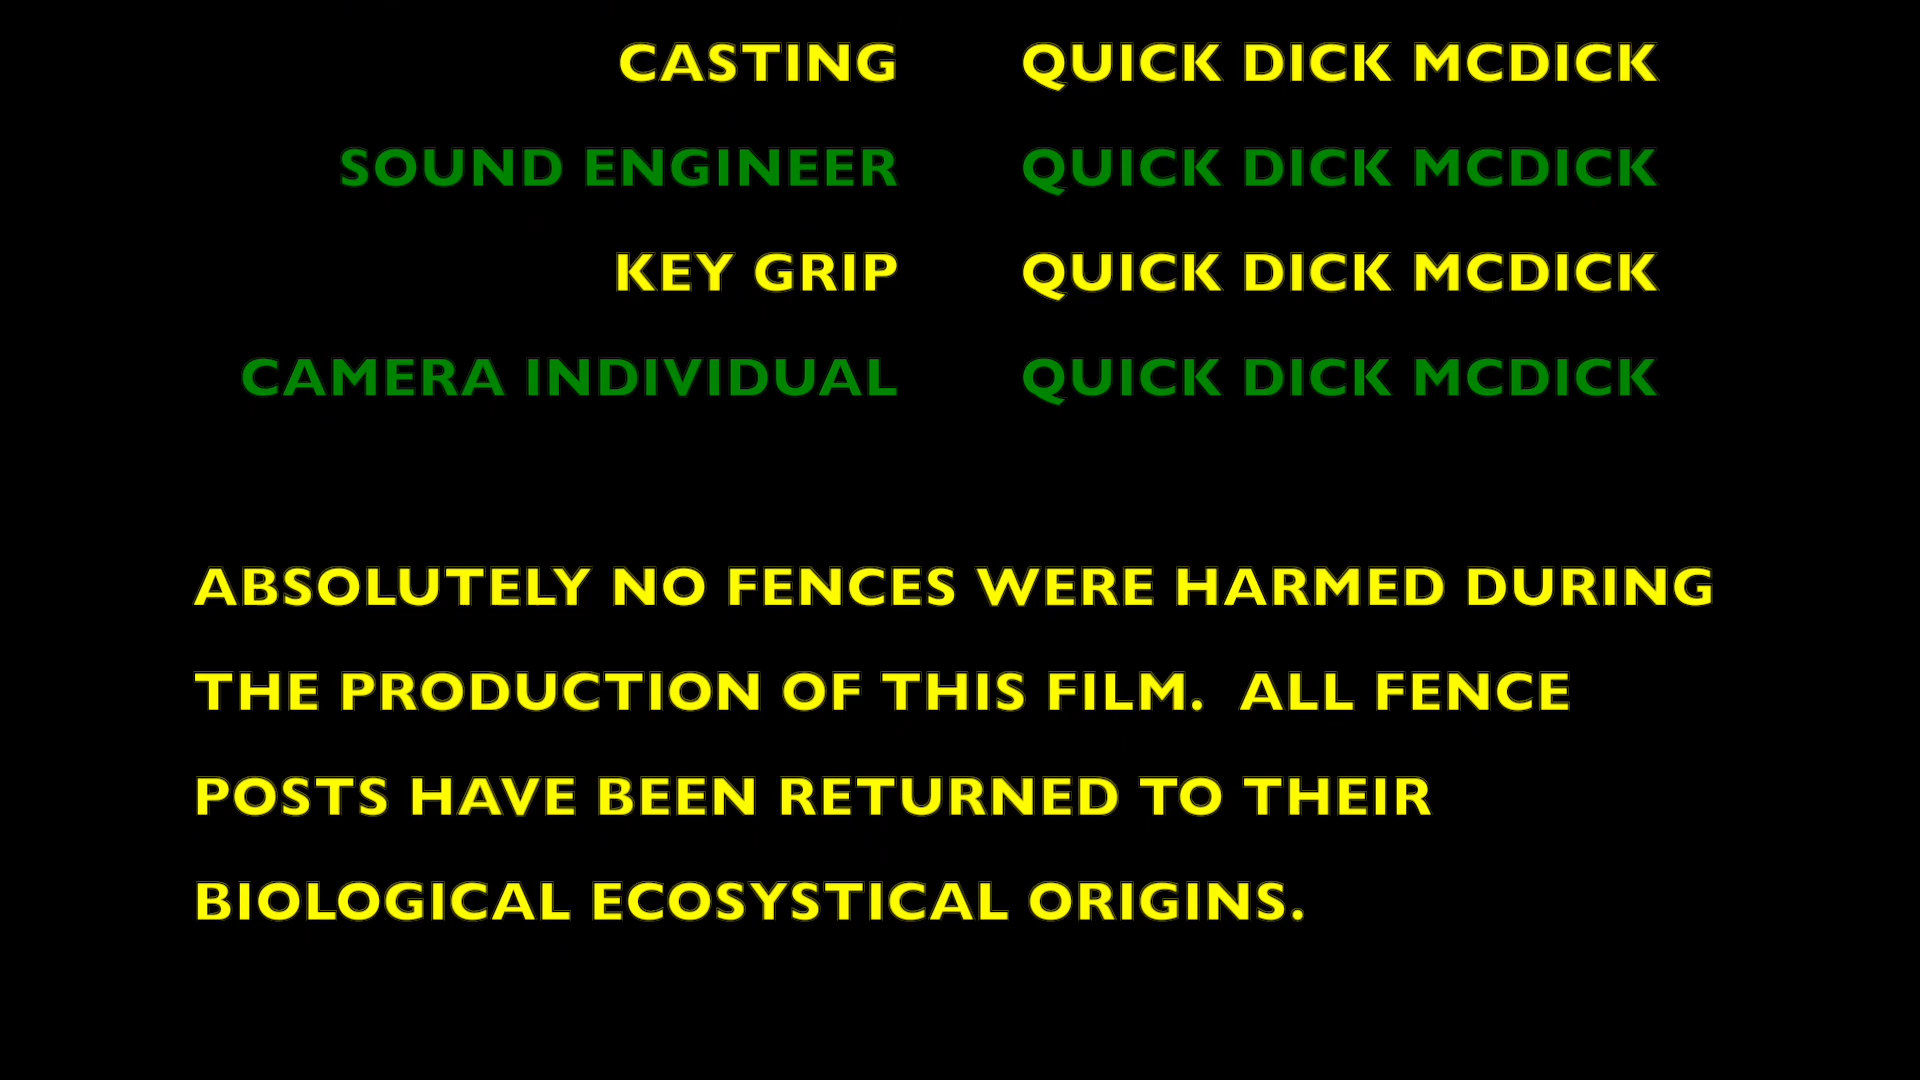 CASTING QUICK DICK MCDICK
SOUND ENGINEER QUICK DICK MCDICK
KEY GRIP QUICK DICK MCDICK
CAMERA INDIVIDUAL QUICK DICK MCDICK
ABSOLUTELY NO FENCES WERE HARMED DURING
THE PRODUCTION OF THIS FILM.  ALL FENCE
POSTS HAVE BEEN RETURNED TO THEIR
BIOLOGICAL ECOSYSTICAL ORIGINS.